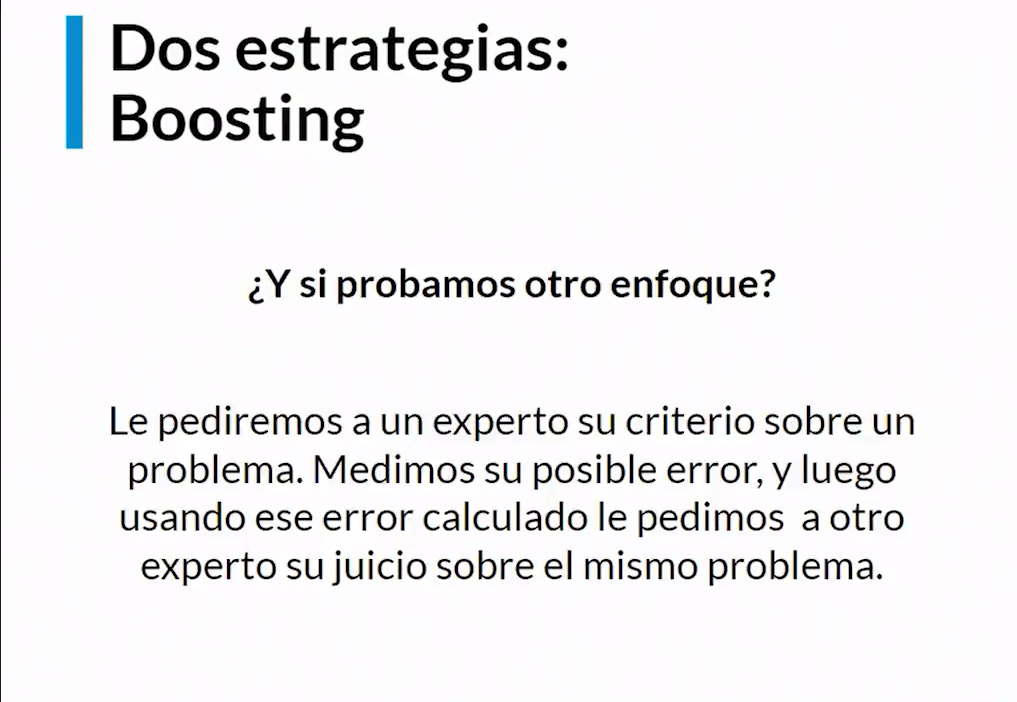 Dos estrategias:
Boosting
¿Y si probamos otro enfoque?
Le pediremos a un experto su criterio sobre un
problema. Medimos su posible error, y luego
usando ese error calculado le pedimos  a otro
experto su juicio sobre el mismo problema.